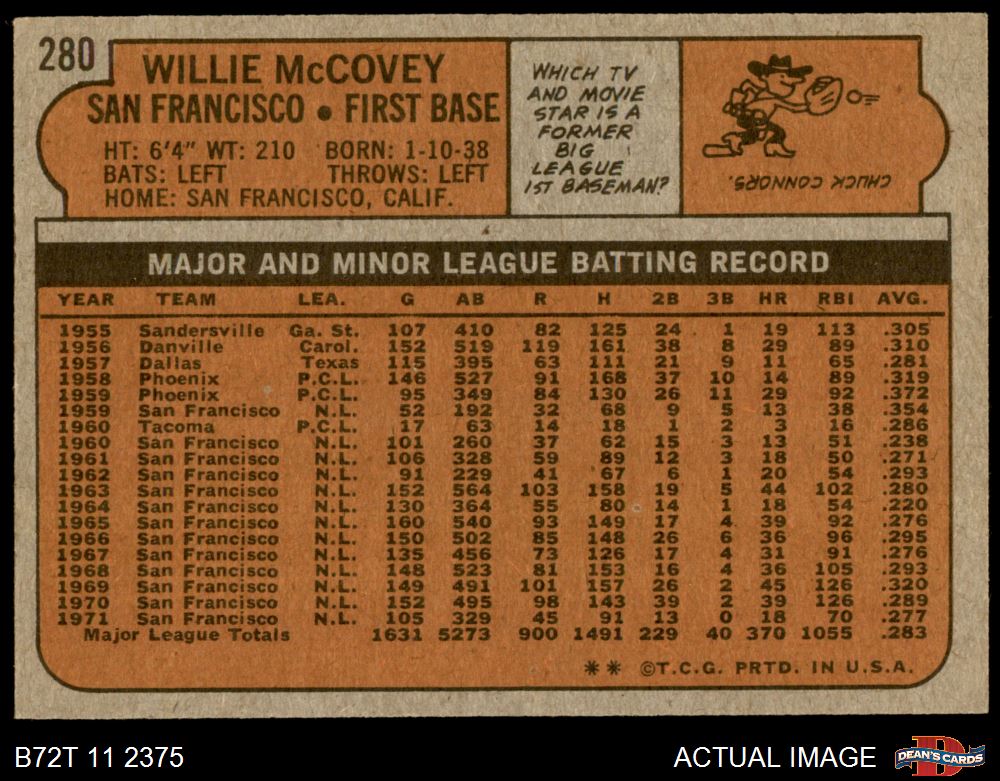 280
WILLIE McCOVEY
SAN FRANCISCO • FIRST BASE
HT: 6'4" WT: 210 BORN: 1-10-38
BATS: LEFT THROWS: LEFT
HOME: SAN FRANCISCO, CALIF.
WHICH TV
AND MOVIE
STAR IS A
FORMER
BIG
LEAGUE
1ST BASEMAN?
CHUCK CONNORS.
MAJOR AND MINOR LEAGUE BATTING RECORD
YEAR TEAM LEA. G AB R H 2B 3B HR RBI AVG.
1955 Sandersville Ga. St. 107 410 82 125 24 1 19 113 .305
1956 Danville Carol. 152 519 119 161 38 8 29 89 .310
1957 Dallas Texas 115 395 63 111 21 9 11 65 .281
1958 Phoenix P.C.L. 146 527 91 168 37 10 14 89 .319
1959 Phoenix P.C.L. 95 349 84 130 26 11 29 92 .372
1959 San Francisco N.L. 52 192 32 68 9 5 13 38 .354
1960 Tacoma P.C.L. 17 63 14 18 1 2 3 16 .286
1960 San Francisco N.L. 101 260 37 62 15 3 13 51 .238
1961 San Francisco N.L. 106 328 59 89 12 3 18 50 .271
1962 San Francisco N.L. 91 229 41 67 6 1 20 54 .293
1963 San Francisco N.L. 152 564 103 158 19 5 44 102 .280
1964 San Francisco N.L. 130 364 55 80 14 1 18 54 .220
1965 San Francisco N.L. 160 540 93 149 17 4 39 92 .276
1966 San Francisco N.L. 150 502 85 148 26 6 36 96 .295
1967 San Francisco N.L. 135 456 73 126 17 4 31 91 .276
1968 San Francisco N.L. 148 523 81 153 16 4 36 105 .293
1969 San Francisco N.L. 149 491 101 157 26 2 45 126 .320
1970 San Francisco N.L. 152 495 98 143 39 2 39 126 .289
1971 San Francisco N.L. 105 329 45 91 13 0 18 70 .277
Major League Totals 1631 5273 900 1491 229 40 370 1055 .283
** ©T.C.G. PRTD. IN U.S.A.
B72T 11 2375
ACTUAL IMAGE
D
DEAN'S CARDS